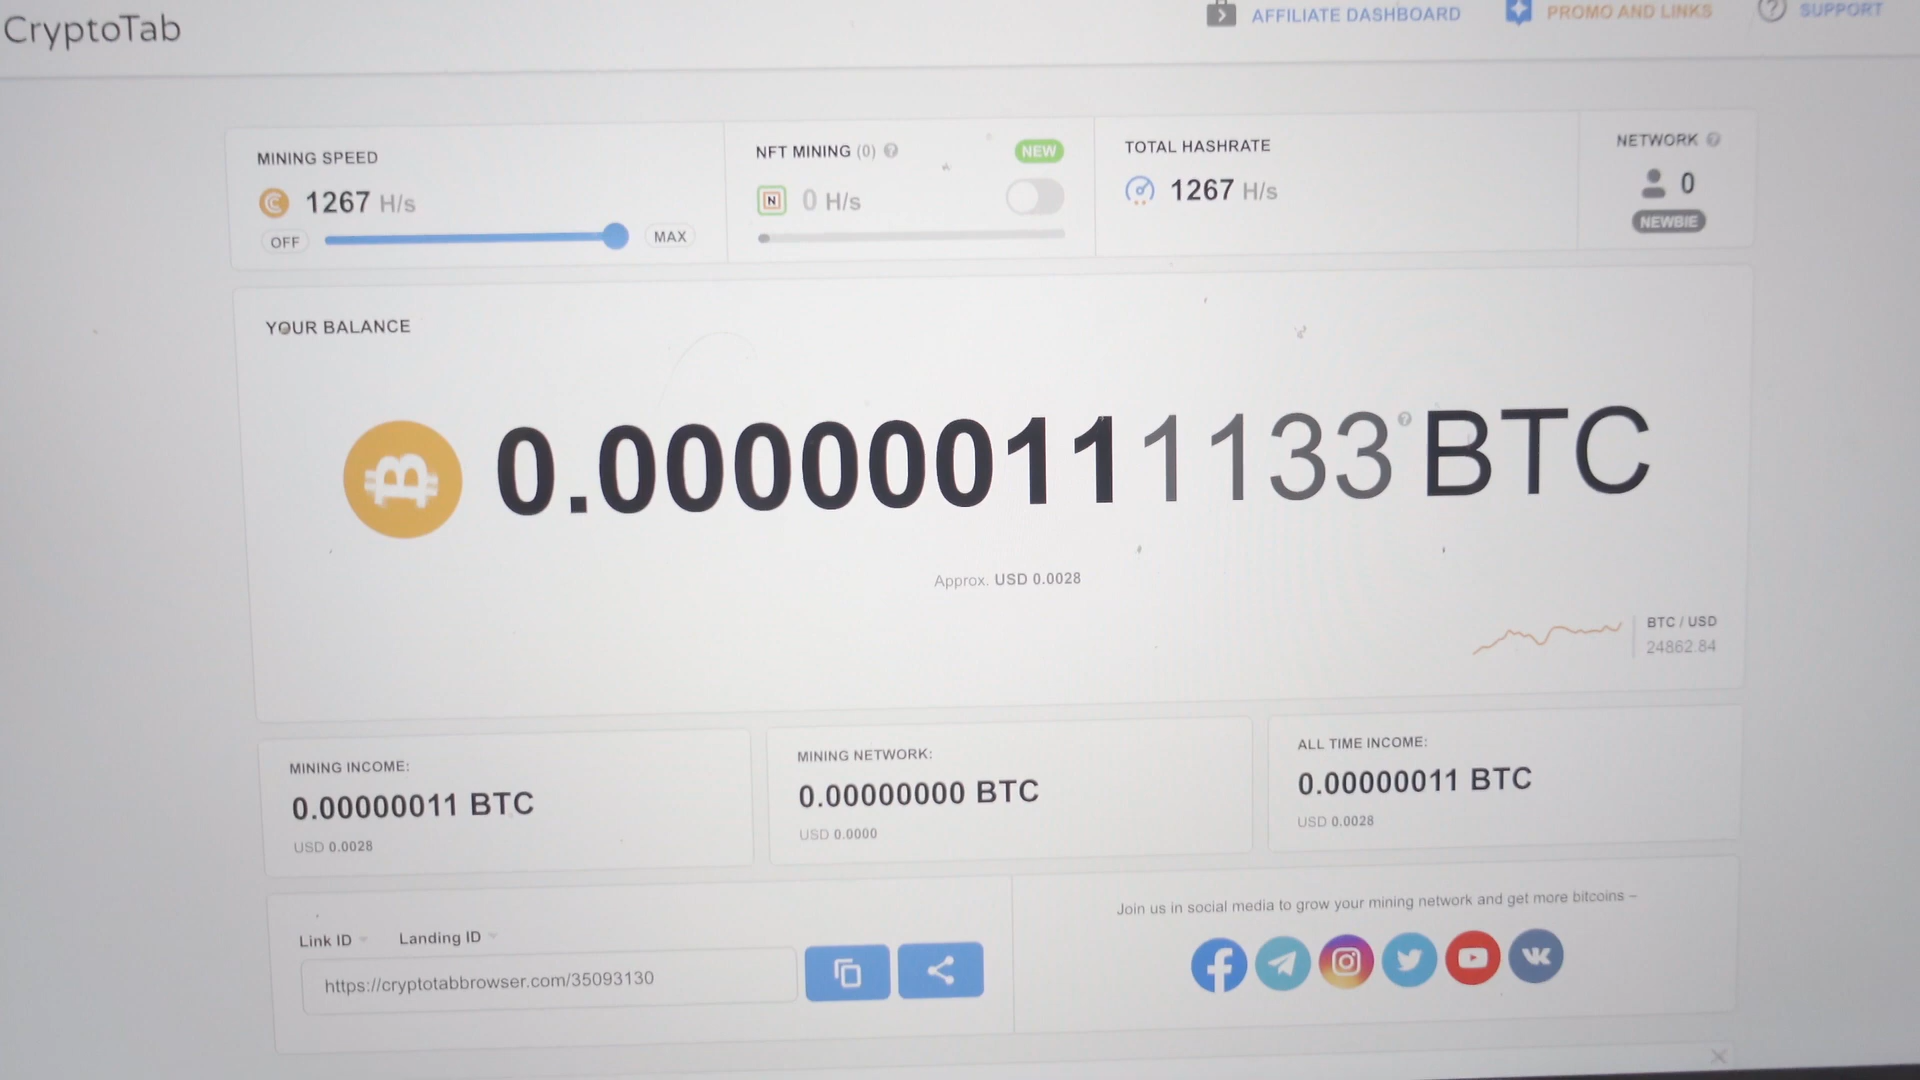 CryptoTab
AFFILIATE DASHBOARD
PROMO AND LINKS
SUPPORT
MINING SPEED
1267 H/s
OFF
MAX
NFT MINING (0)
NEW
N
0 H/s
TOTAL HASHRATE
1267 H/s
NETWORK
0
NEWBIE
YOUR BALANCE
0.000000111133 BTC
Approx. USD 0.0028
BTC / USD
24862.84
MINING INCOME:
0.00000011 BTC
USD 0.0028
MINING NETWORK:
0.00000000 BTC
USD 0.0000
ALL TIME INCOME:
0.00000011 BTC
USD 0.0028
Link ID
Landing ID
https://cryptotabbrowser.com/35093130
Join us in social media to grow your mining network and get more bitcoins –